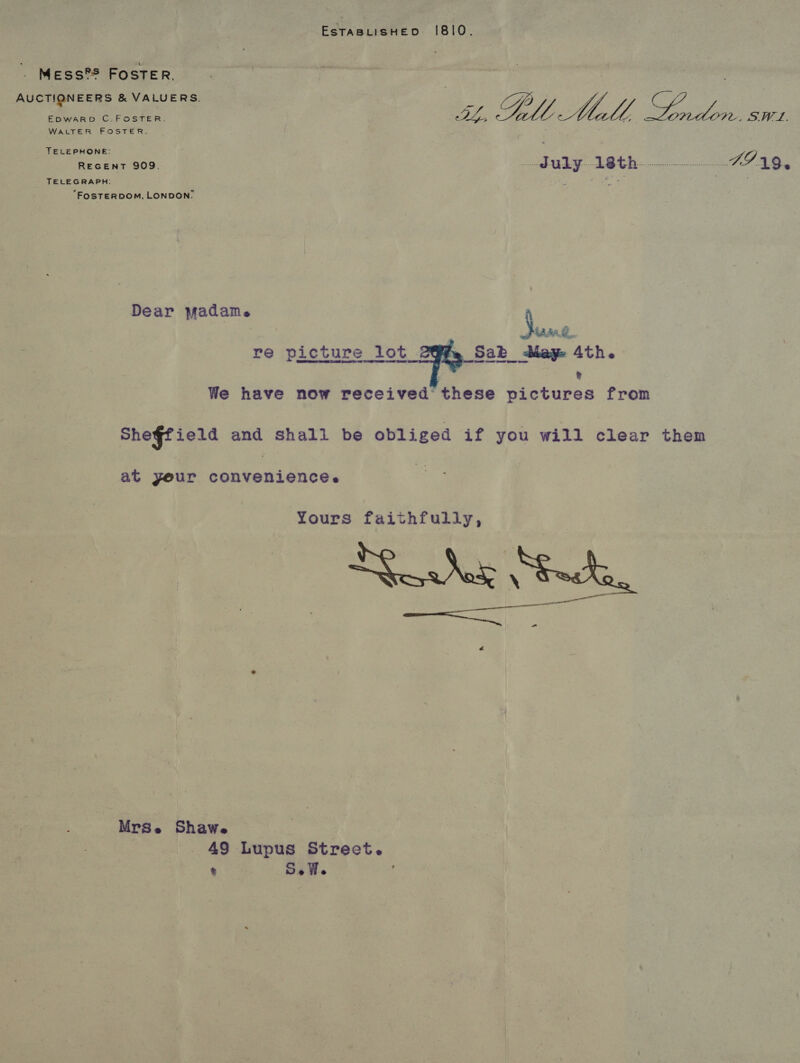 ESTABLISHED 1810.
MESSRS FOSTER.
AUCTIONEERS & VALUERS.
EDWARD C. FOSTER.
WALTER FOSTER.
TELEPHONE:
REGENT 909.
TELEGRAPH:
"FOSTERDOM, LONDON."
54, Pall Mall, London. S.W.1.
July 18th 1919.
Dear Madam.
June
re picture lot Sab May 4th.
We have now received these pictures from
Sheffield and shall be obliged if you will clear them
at your convenience.
Yours faithfully,
Mrs. Shaw.
49 Lupus Street.
S.W.